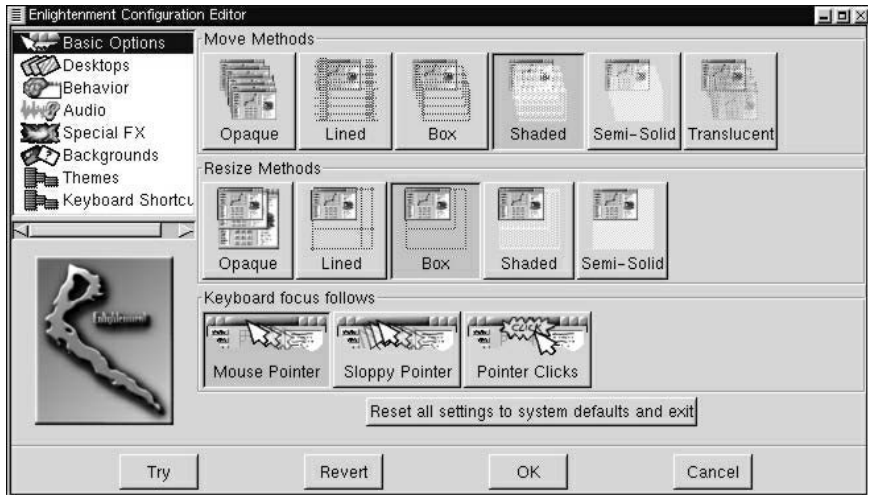 Enlightenment Configuration Editor
Basic Options
Desktops
Behavior
Audio
Special FX
Backgrounds
Themes
Keyboard Shortcu
Enlightenment
Move Methods
Opaque Lined Box Shaded Semi-Solid Translucent
Resize Methods
Opaque Lined Box Shaded Semi-Solid
Keyboard focus follows
CLICK
Mouse Pointer Sloppy Pointer Pointer Clicks
Reset all settings to system defaults and exit
Try Revert OK Cancel